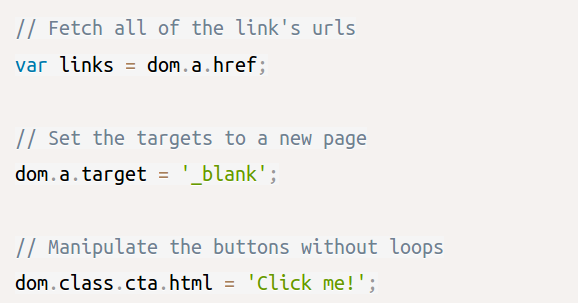 // Fetch all of the link's urls
var links = dom.a.href;
// Set the targets to a new page
dom.a.target = '_blank';
// Manipulate the buttons without loops
dom.class.cta.html = 'Click me!';